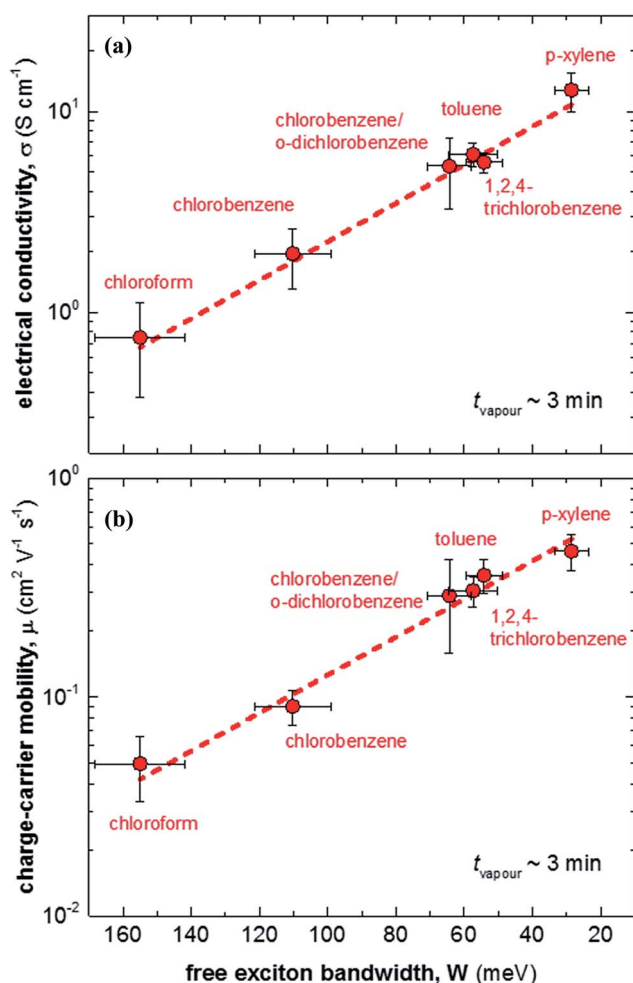 (a)
electrical conductivity, σ (S cm⁻¹)
10¹
10⁰
p-xylene
toluene
chlorobenzene/
o-dichlorobenzene
1,2,4-
trichlorobenzene
chlorobenzene
chloroform
t vapour ~ 3 min
(b)
charge-carrier mobility, μ (cm² V⁻¹ s⁻¹)
10⁰
10⁻¹
10⁻²
p-xylene
toluene
chlorobenzene/
o-dichlorobenzene
1,2,4-
trichlorobenzene
chlorobenzene
chloroform
t vapour ~ 3 min
160 140 120 100 80 60 40 20
free exciton bandwidth, W (meV)